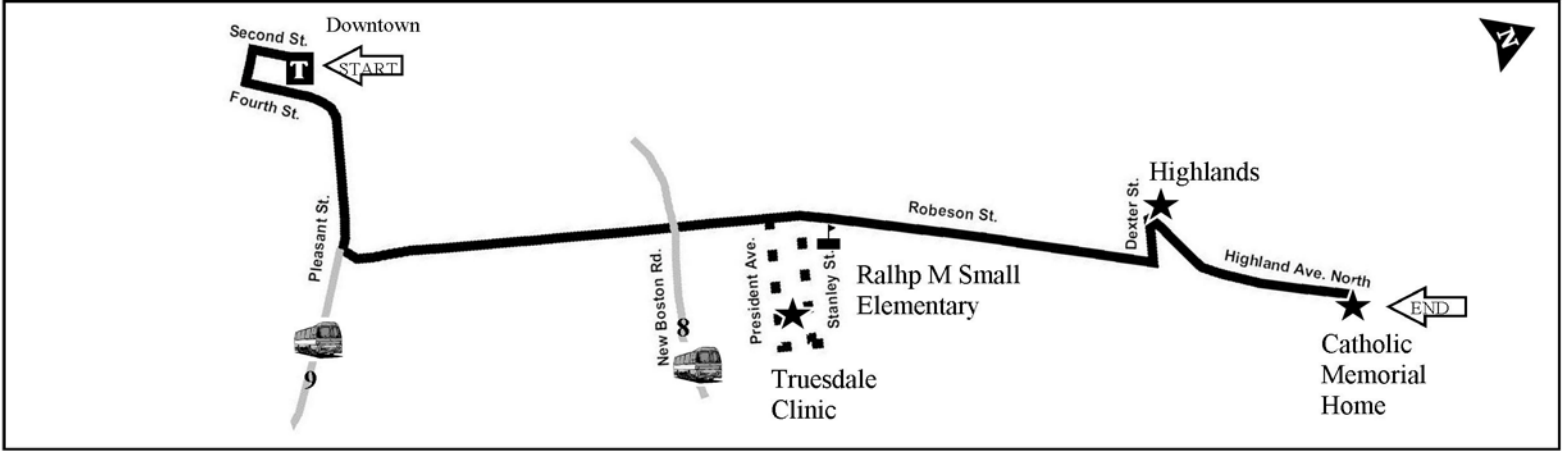 Downtown
Second St.
T
START
Fourth St.
N
Pleasant St.
9
New Boston Rd.
8
President Ave.
Stanley St.
Ralhp M Small
Elementary
Truesdale
Clinic
Robeson St.
Dexter St.
Highlands
Highland Ave. North
END
Catholic
Memorial
Home